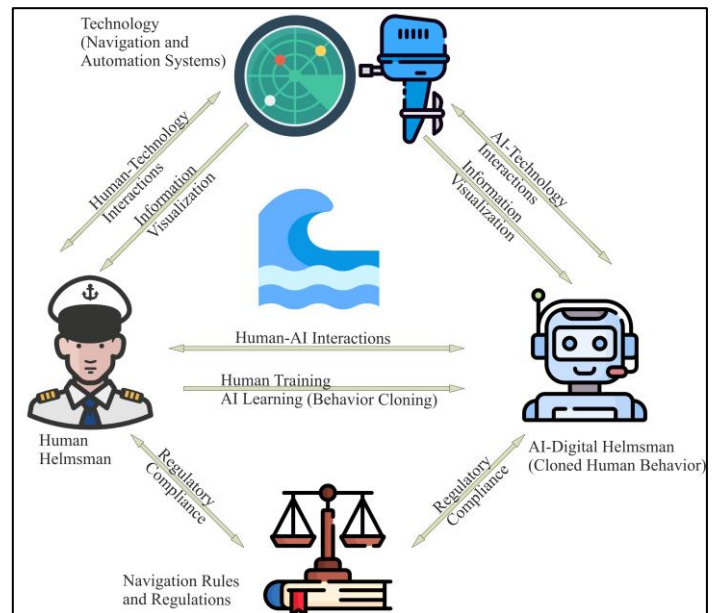 Technology
(Navigation and
Automation Systems)
Human-Technology
Interactions
Information
Visualization
AI-Technology
Interactions
Information
Visualization
Human-AI Interactions
Human Training
AI Learning (Behavior Cloning)
Human
Helmsman
AI-Digital Helmsman
(Cloned Human Behavior)
Regulatory
Compliance
Regulatory
Compliance
Navigation Rules
and Regulations